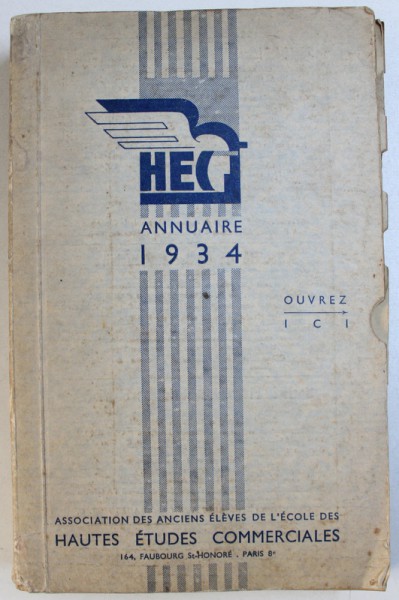 HEC
ANNUAIRE
1934
OUVREZ
ICI
ASSOCIATION DES ANCIENS ÉLÈVES DE L'ÉCOLE DES
HAUTES ÉTUDES COMMERCIALES
164, FAUBOURG St-HONORÉ . PARIS 8e